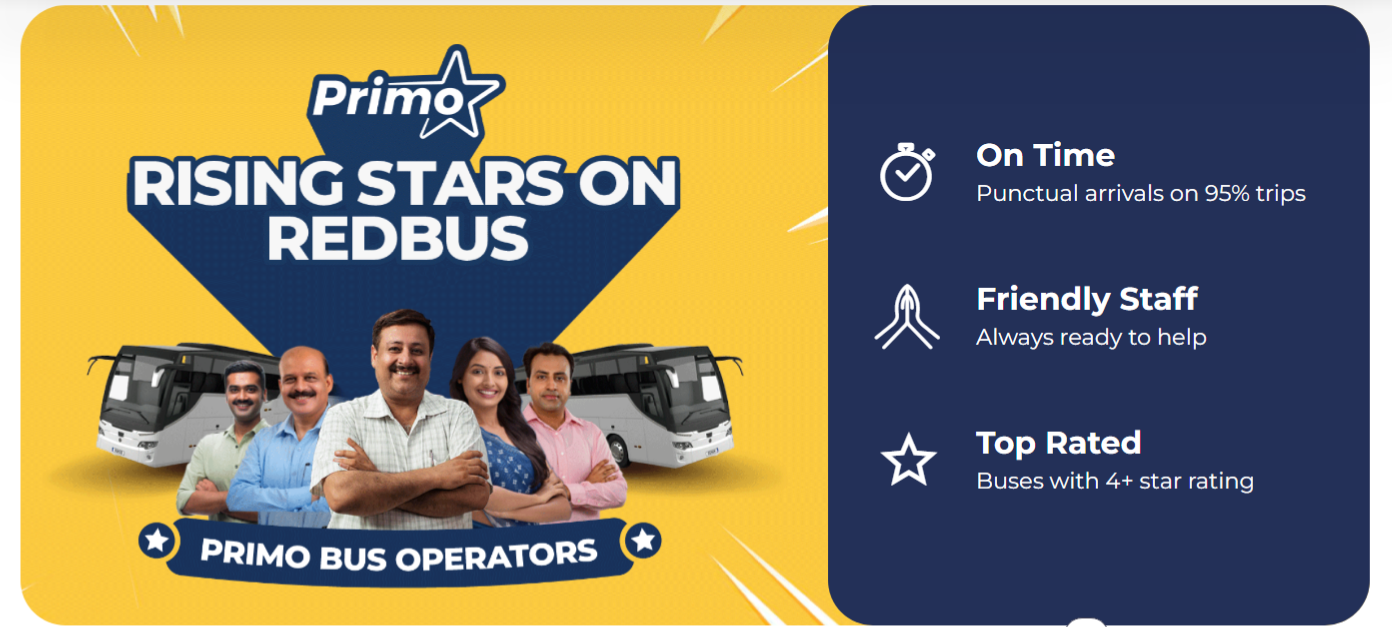 Primo
RISING STARS ON
REDBUS
PRIMO BUS OPERATORS
On Time
Punctual arrivals on 95% trips
Friendly Staff
Always ready to help
Top Rated
Buses with 4+ star rating